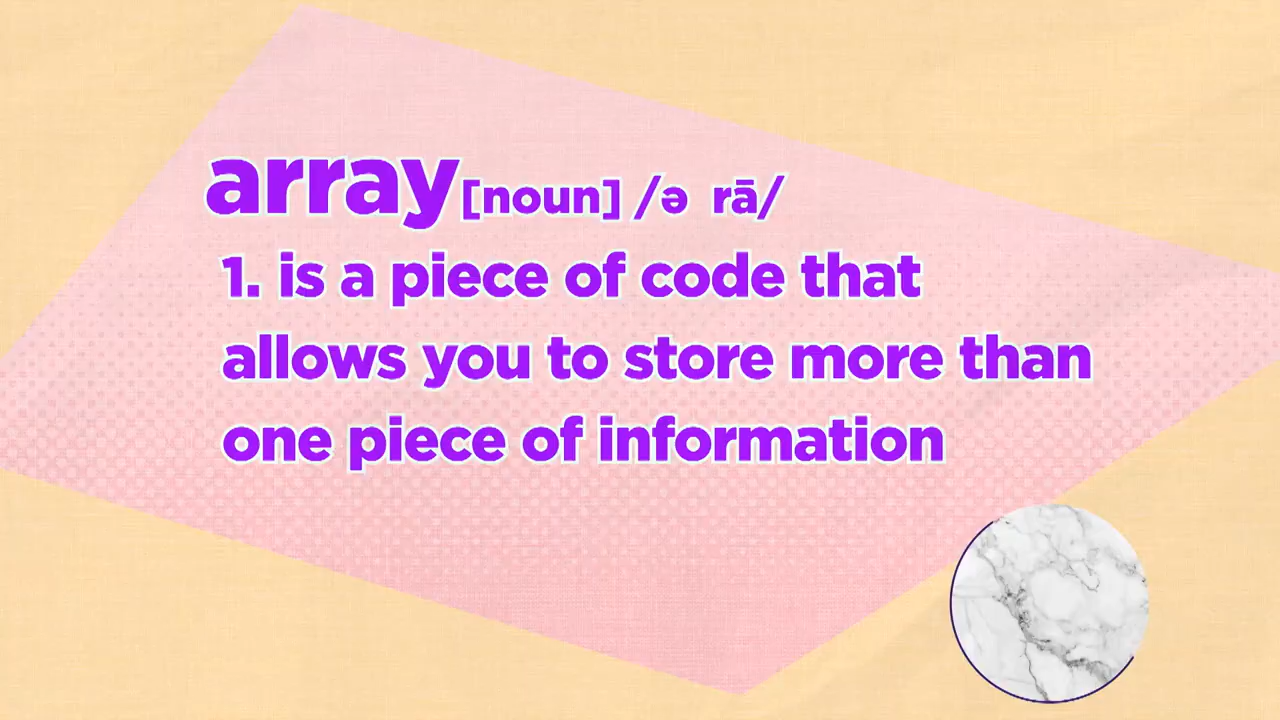 array [noun] /ə rā/
1. is a piece of code that
allows you to store more than
one piece of information